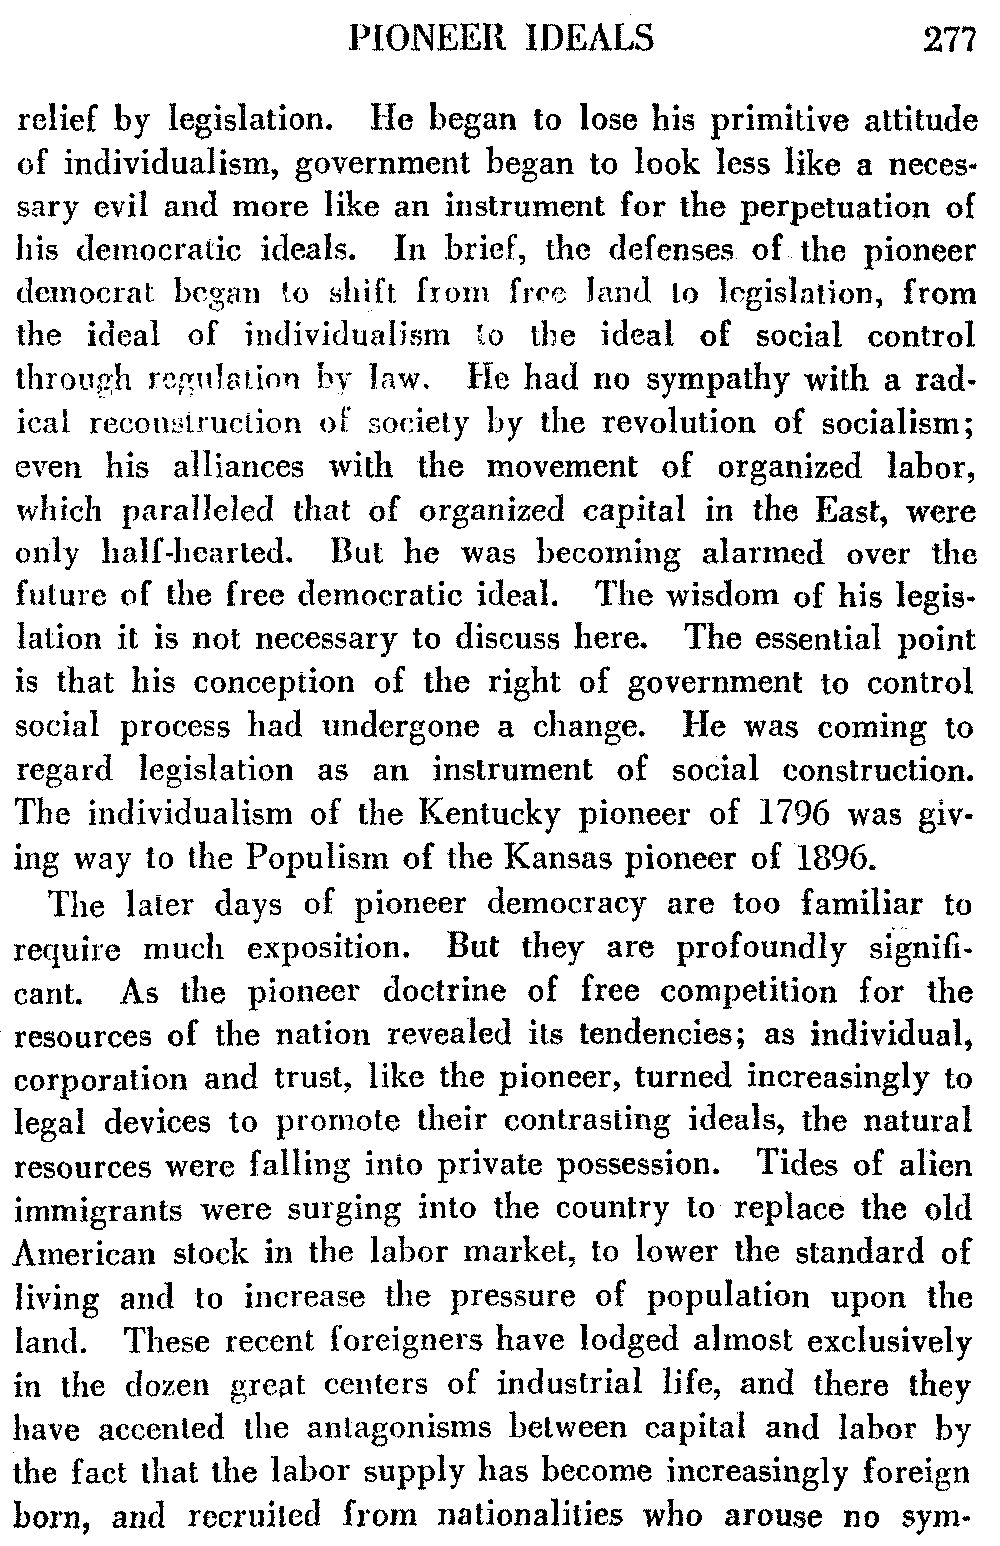 PIONEER IDEALS 277
relief by legislation. He began to lose his primitive attitude
of individualism, government began to look less like a neces-
sary evil and more like an instrument for the perpetuation of
his democratic ideals. In brief, the defenses of the pioneer
democrat began to shift from free land to legislation, from
the ideal of individualism to the ideal of social control
through regulation by law. He had no sympathy with a rad-
ical reconstruction of society by the revolution of socialism;
even his alliances with the movement of organized labor,
which paralleled that of organized capital in the East, were
only half-hearted. But he was becoming alarmed over the
future of the free democratic ideal. The wisdom of his legis-
lation it is not necessary to discuss here. The essential point
is that his conception of the right of government to control
social process had undergone a change. He was coming to
regard legislation as an instrument of social construction.
The individualism of the Kentucky pioneer of 1796 was giv-
ing way to the Populism of the Kansas pioneer of 1896.
The later days of pioneer democracy are too familiar to
require much exposition. But they are profoundly signifi-
cant. As the pioneer doctrine of free competition for the
resources of the nation revealed its tendencies; as individual,
corporation and trust, like the pioneer, turned increasingly to
legal devices to promote their contrasting ideals, the natural
resources were falling into private possession. Tides of alien
immigrants were surging into the country to replace the old
American stock in the labor market, to lower the standard of
living and to increase the pressure of population upon the
land. These recent foreigners have lodged almost exclusively
in the dozen great centers of industrial life, and there they
have accented the antagonisms between capital and labor by
the fact that the labor supply has become increasingly foreign
born, and recruited from nationalities who arouse no sym-